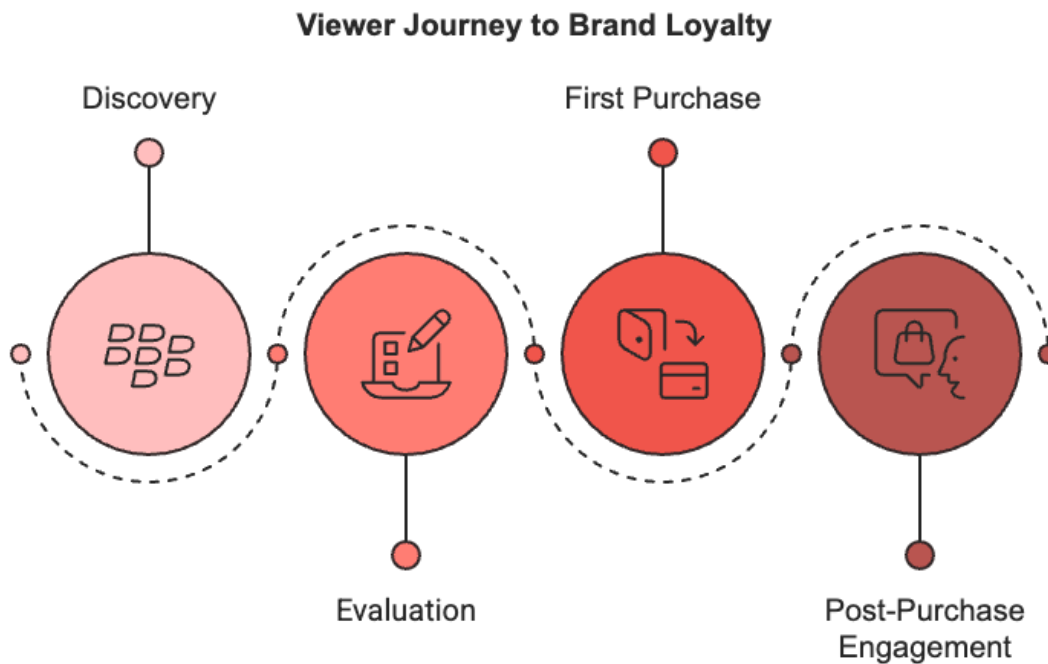 Viewer Journey to Brand Loyalty
Discovery
First Purchase
Evaluation
Post-Purchase
Engagement